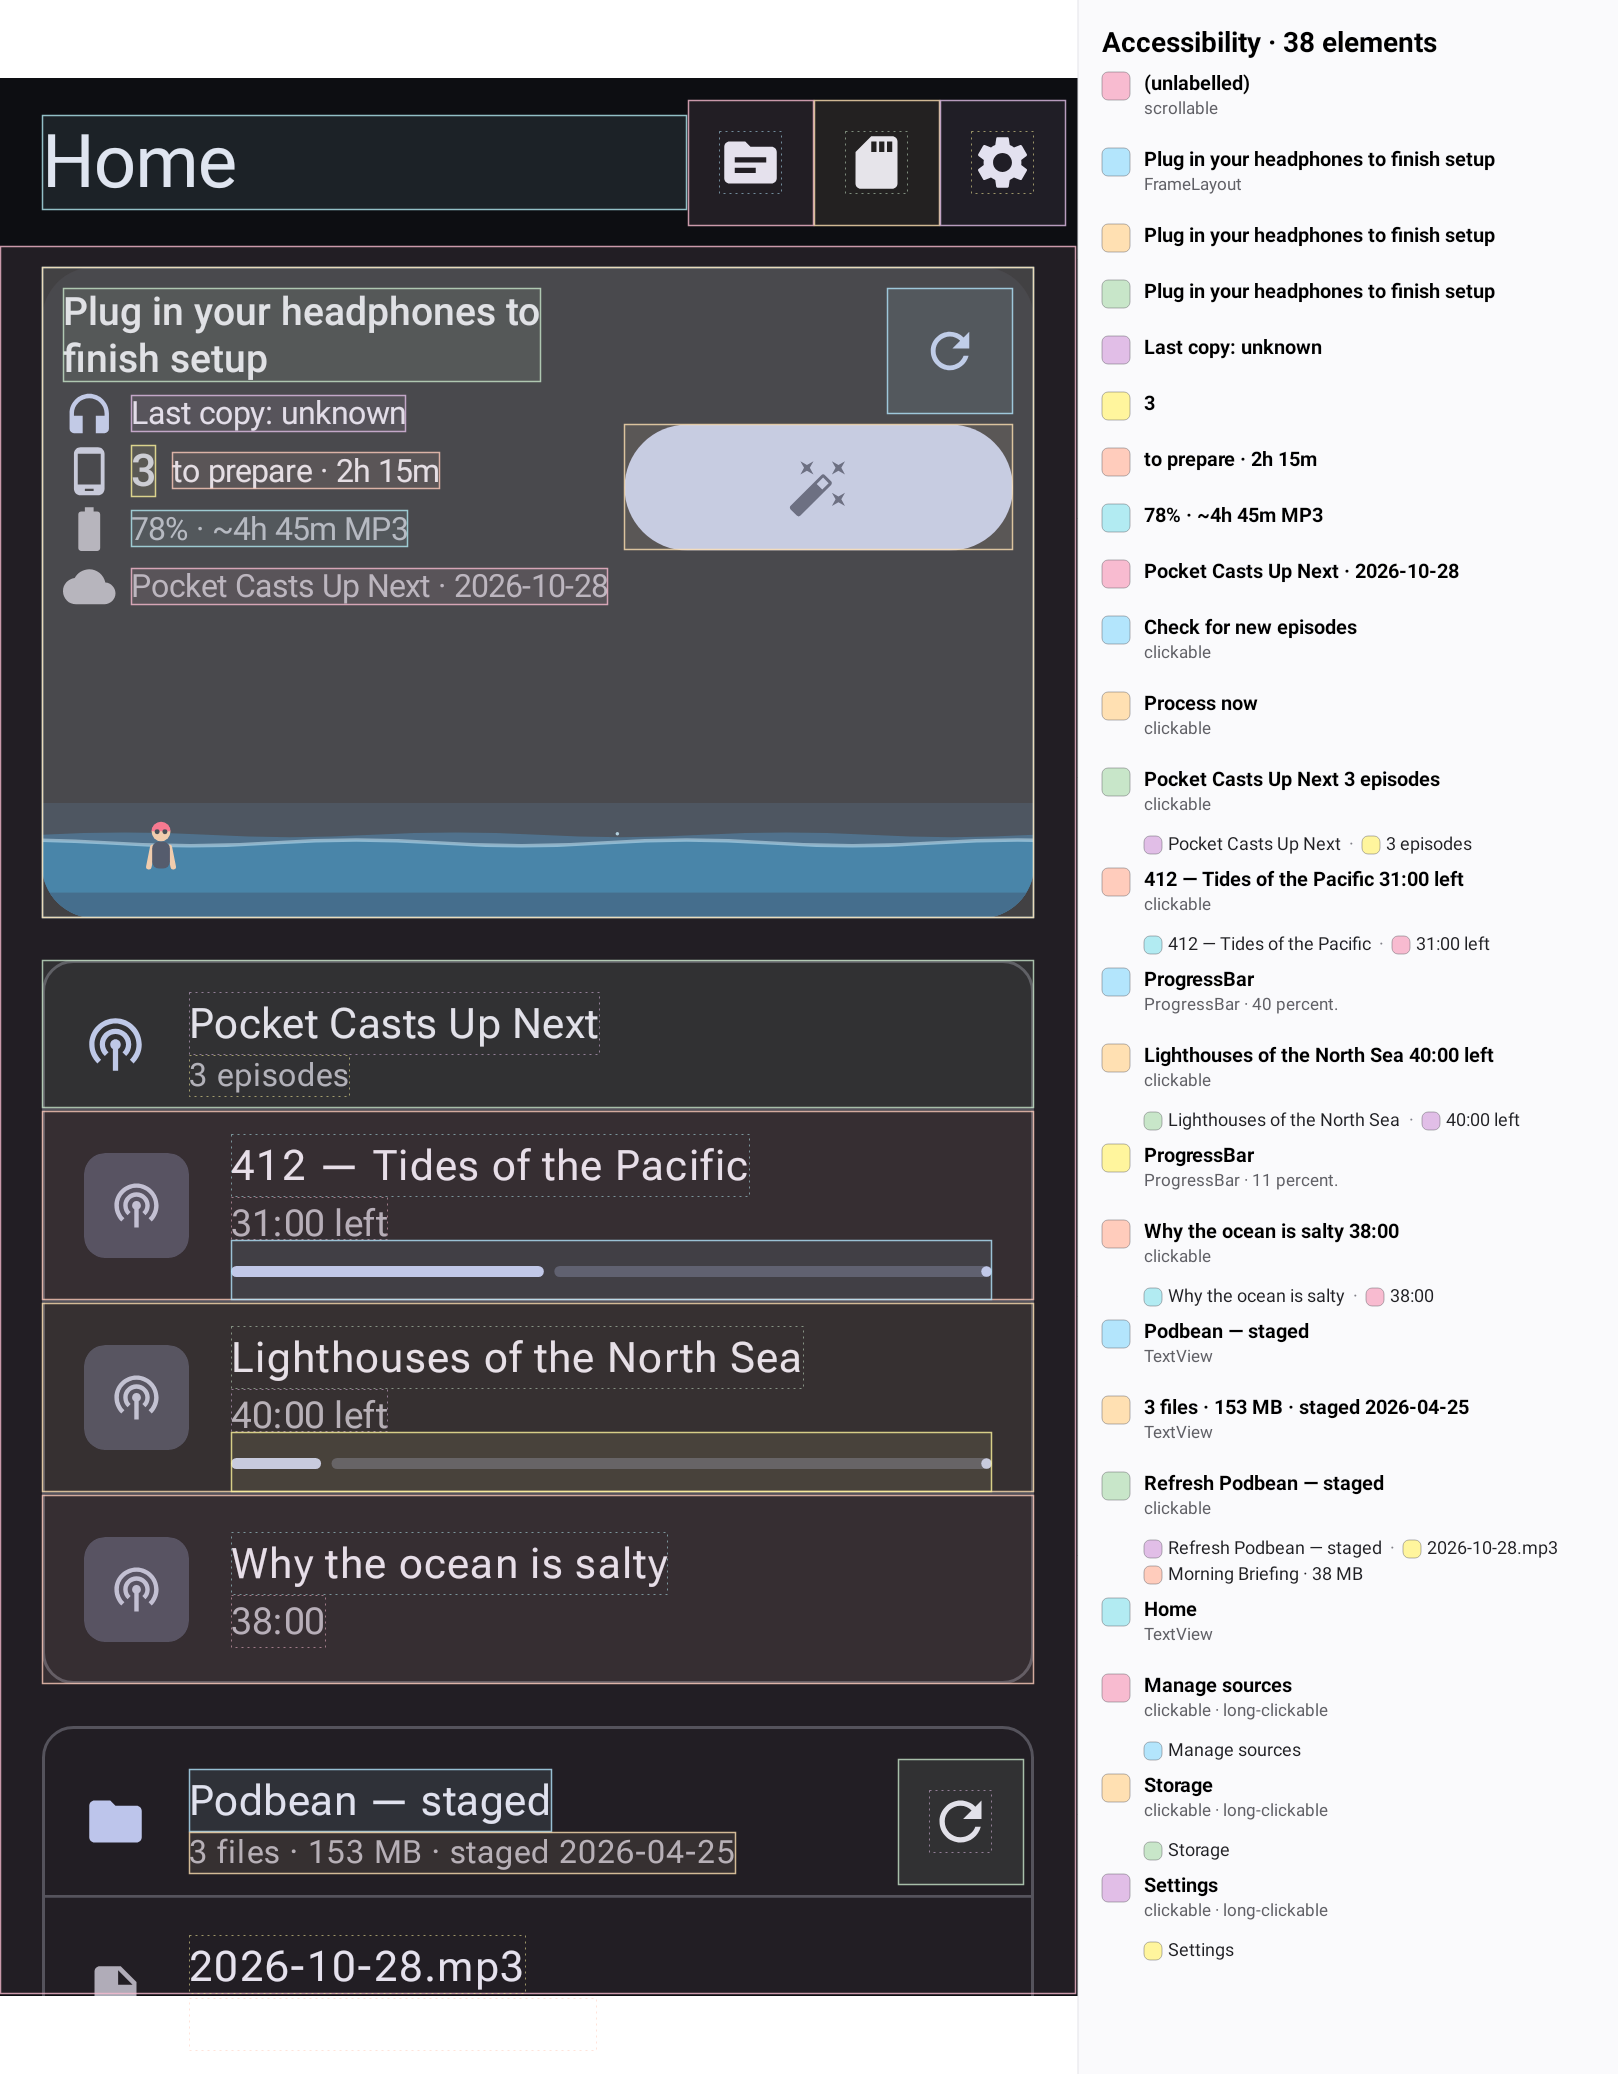 Home
Plug in your headphones to
finish setup
Last copy: unknown
3 to prepare · 2h 15m
78% · ~4h 45m MP3
Pocket Casts Up Next · 2026-10-28
Pocket Casts Up Next
3 episodes
412 — Tides of the Pacific
31:00 left
Lighthouses of the North Sea
40:00 left
Why the ocean is salty
38:00
Podbean — staged
3 files · 153 MB · staged 2026-04-25
2026-10-28.mp3
Accessibility · 38 elements
(unlabelled)
scrollable
Plug in your headphones to finish setup
FrameLayout
Plug in your headphones to finish setup
Plug in your headphones to finish setup
Last copy: unknown
3
to prepare · 2h 15m
78% · ~4h 45m MP3
Pocket Casts Up Next · 2026-10-28
Check for new episodes
clickable
Process now
clickable
Pocket Casts Up Next 3 episodes
clickable
Pocket Casts Up Next · 3 episodes
412 — Tides of the Pacific 31:00 left
clickable
412 — Tides of the Pacific · 31:00 left
ProgressBar
ProgressBar · 40 percent.
Lighthouses of the North Sea 40:00 left
clickable
Lighthouses of the North Sea · 40:00 left
ProgressBar
ProgressBar · 11 percent.
Why the ocean is salty 38:00
clickable
Why the ocean is salty · 38:00
Podbean — staged
TextView
3 files · 153 MB · staged 2026-04-25
TextView
Refresh Podbean — staged
clickable
Refresh Podbean — staged · 2026-10-28.mp3
Morning Briefing · 38 MB
Home
TextView
Manage sources
clickable · long-clickable
Manage sources
Storage
clickable · long-clickable
Storage
Settings
clickable · long-clickable
Settings